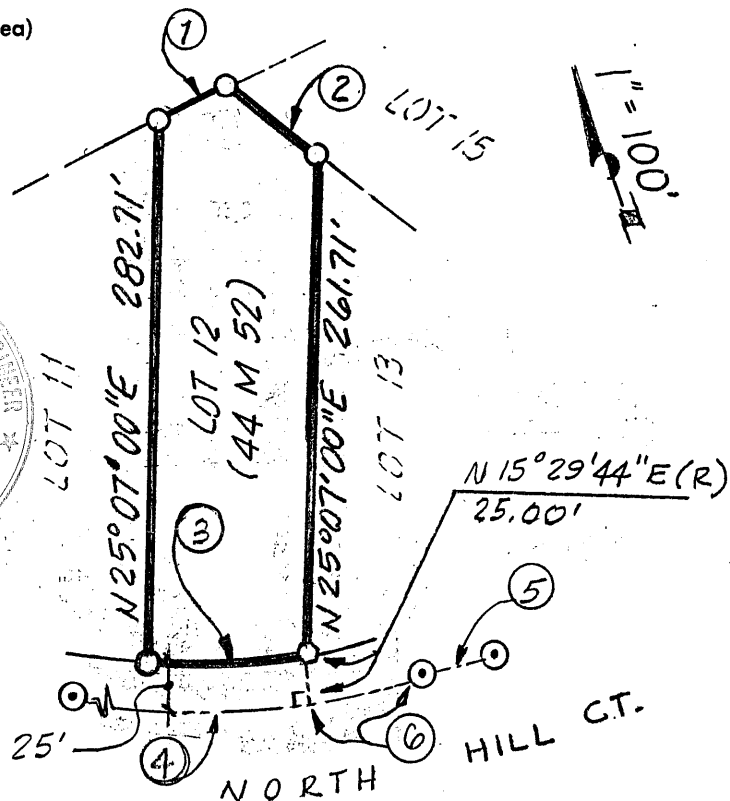 ea)
1
2
LOT 15
1" = 100'
N 25° 07' 00" E 282.71'
LOT 12
(44 M 52)
N 25° 07' 00" E 261.71'
LOT 11
LOT 13
N 15° 29' 44" E (R)
25.00'
3
5
25'
4
6
NORTH HILL CT.